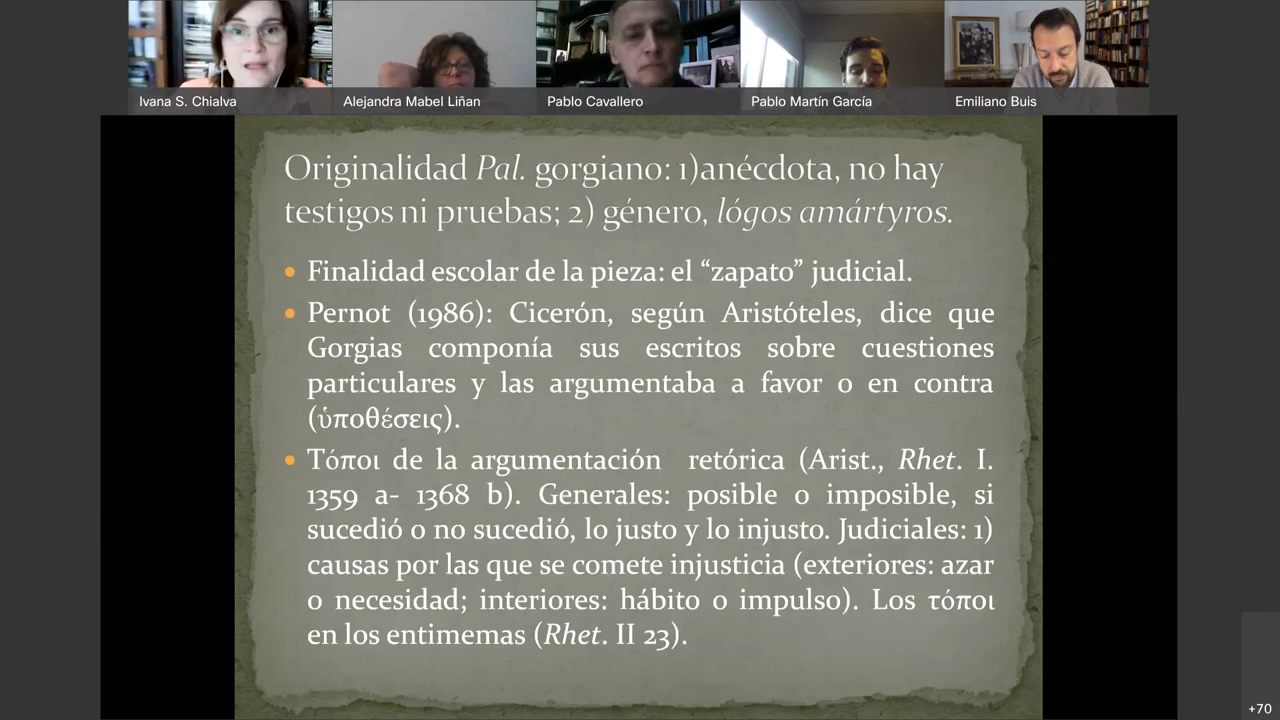 Ivana S. Chialva
Alejandra Mabel Liñan
Pablo Cavallero
Pablo Martín García
Emiliano Buis
Originalidad Pal. gorgiano: 1)anécdota, no hay
testigos ni pruebas; 2) género, lógos amártyros.
• Finalidad escolar de la pieza: el “zapato” judicial.
• Pernot (1986): Cicerón, según Aristóteles, dice que
Gorgias componía sus escritos sobre cuestiones
particulares y las argumentaba a favor o en contra
(ὑποθέσεις).
• Τόποι de la argumentación retórica (Arist., Rhet. I.
1359 a- 1368 b). Generales: posible o imposible, si
sucedió o no sucedió, lo justo y lo injusto. Judiciales: 1)
causas por las que se comete injusticia (exteriores: azar
o necesidad; interiores: hábito o impulso). Los τόποι
en los entimemas (Rhet. II 23).
+70